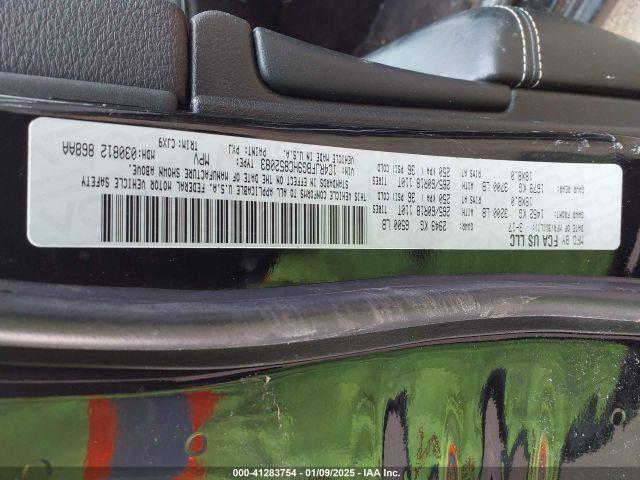 MFD BY FCA US LLC
DATE OF MFR: 3-17 GVWR: 2949 KG 6500 LB
GAWR FRONT: 1452 KG 3200 LB 265/60R18 110T TIRES
18X8.0 RIMS AT 250 KPA / 36 PSI COLD
GAWR REAR: 1679 KG 3700 LB 265/60R18 110T TIRES
18X8.0 RIMS AT 250 KPA / 36 PSI COLD
THIS VEHICLE CONFORMS TO ALL APPLICABLE U.S.A. FEDERAL MOTOR VEHICLE SAFETY
STANDARDS IN EFFECT ON THE DATE OF MANUFACTURE SHOWN ABOVE.
1C4RJFBG9HC852083 TYPE: MPV MDH: 030812 868AA
VEHICLE MADE IN U.S.A. PAINT: PXJ TRIM: CJX9
000-41283754 - 01/09/2025 - IAA Inc.